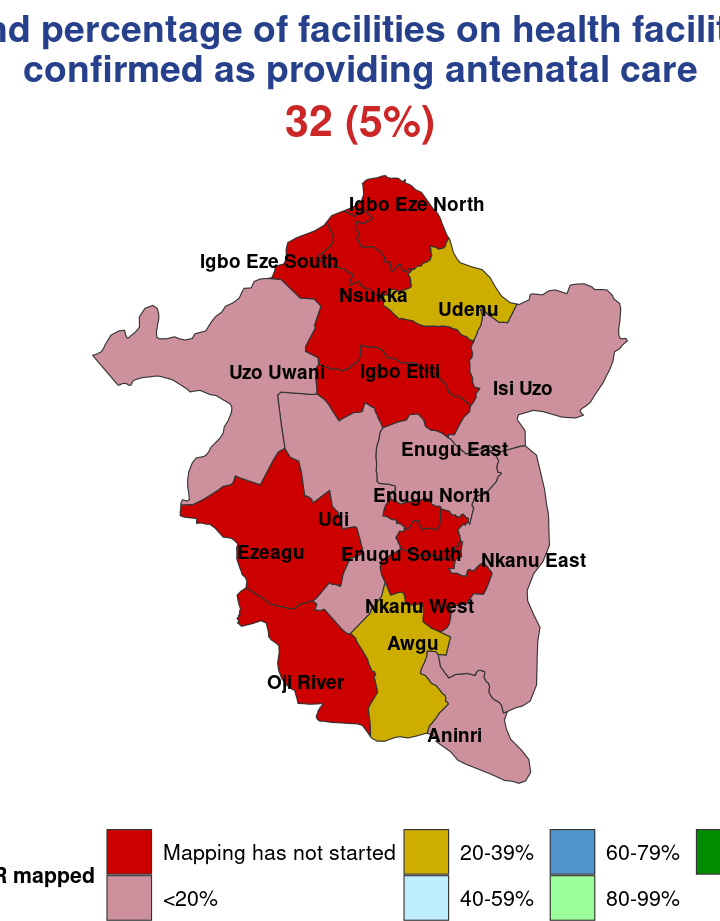 nd percentage of facilities on health facilit
confirmed as providing antenatal care
32 (5%)
Igbo Eze North
Igbo Eze South
Nsukka
Udenu
Uzo Uwani
Igbo Etiti
Isi Uzo
Enugu East
Enugu North
Udi
Ezeagu
Enugu South
Nkanu East
Nkanu West
Awgu
Oji River
Aninri
Mapping has not started
20-39%
60-79%
R mapped
<20%
40-59%
80-99%